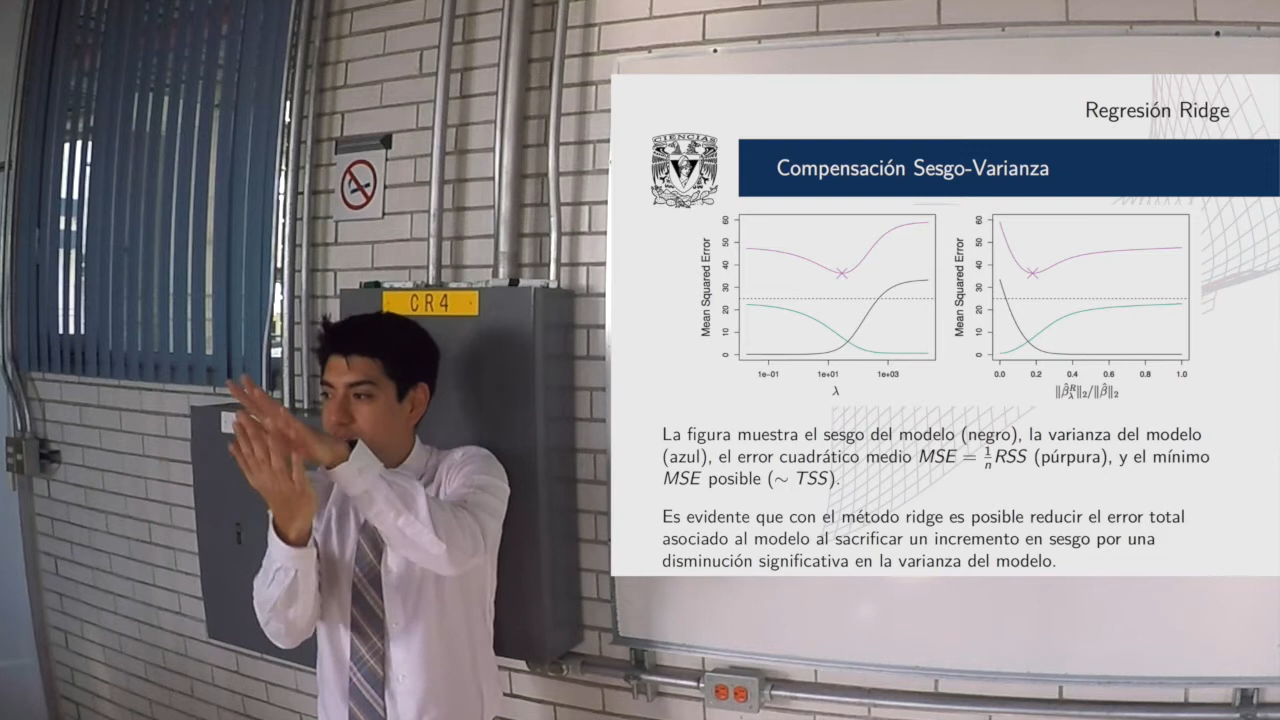 Regresión Ridge
CIENCIAS
Compensación Sesgo-Varianza
CR4
Mean Squared Error
0 10 20 30 40 50 60
1e−01 1e+01 1e+03
λ
Mean Squared Error
0 10 20 30 40 50 60
0.0 0.2 0.4 0.6 0.8 1.0
‖β̂λᴿ‖₂/‖β̂‖₂
La figura muestra el sesgo del modelo (negro), la varianza del modelo
(azul), el error cuadrático medio MSE = 1/n RSS (púrpura), y el mínimo
MSE posible (∼ TSS).
Es evidente que con el método ridge es posible reducir el error total
asociado al modelo al sacrificar un incremento en sesgo por una
disminución significativa en la varianza del modelo.